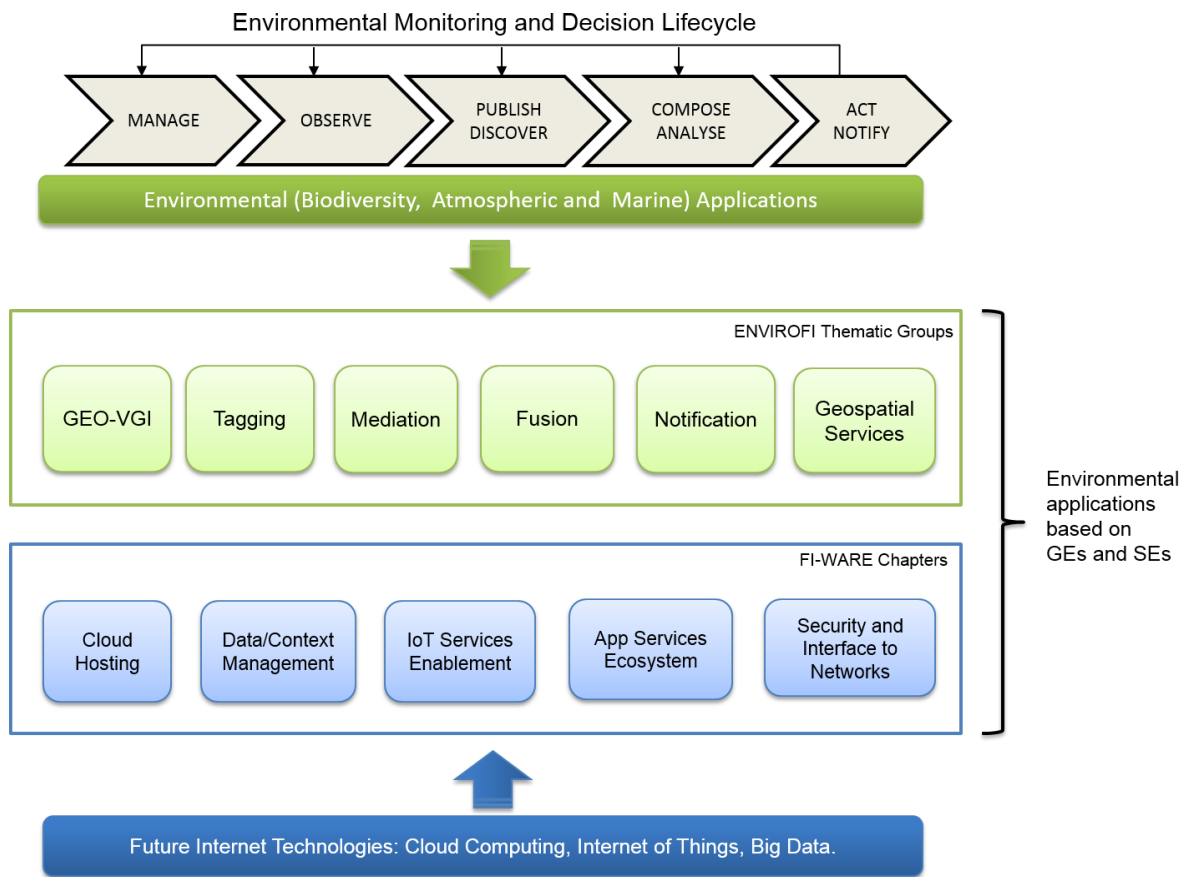 Environmental Monitoring and Decision Lifecycle
MANAGE
OBSERVE
PUBLISH
DISCOVER
COMPOSE
ANALYSE
ACT
NOTIFY
Environmental (Biodiversity, Atmospheric and Marine) Applications
ENVIROFI Thematic Groups
GEO-VGI
Tagging
Mediation
Fusion
Notification
Geospatial
Services
Environmental
applications
based on
GEs and SEs
FI-WARE Chapters
Cloud
Hosting
Data/Context
Management
IoT Services
Enablement
App Services
Ecosystem
Security and
Interface to
Networks
Future Internet Technologies: Cloud Computing, Internet of Things, Big Data.